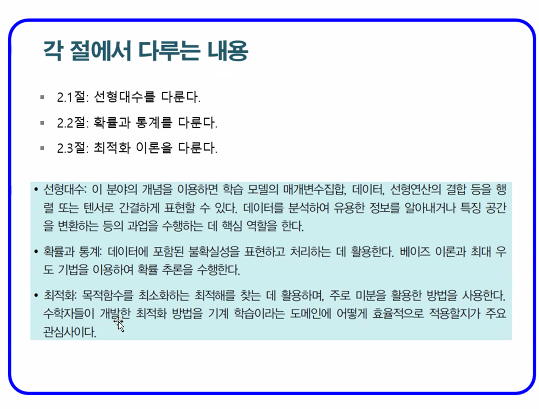 각 절에서 다루는 내용
▪ 2.1절: 선형대수를 다룬다.
▪ 2.2절: 확률과 통계를 다룬다.
▪ 2.3절: 최적화 이론을 다룬다.
• 선형대수: 이 분야의 개념을 이용하면 학습 모델의 매개변수집합, 데이터, 선형연산의 결합 등을 행
렬 또는 텐서로 간결하게 표현할 수 있다. 데이터를 분석하여 유용한 정보를 알아내거나 특징 공간
을 변환하는 등의 과업을 수행하는 데 핵심 역할을 한다.
• 확률과 통계: 데이터에 포함된 불확실성을 표현하고 처리하는 데 활용한다. 베이즈 이론과 최대 우
도 기법을 이용하여 확률 추론을 수행한다.
• 최적화: 목적함수를 최소화하는 최적해를 찾는 데 활용하며, 주로 미분을 활용한 방법을 사용한다.
수학자들이 개발한 최적화 방법을 기계 학습이라는 도메인에 어떻게 효율적으로 적용할지가 주요
관심사이다.